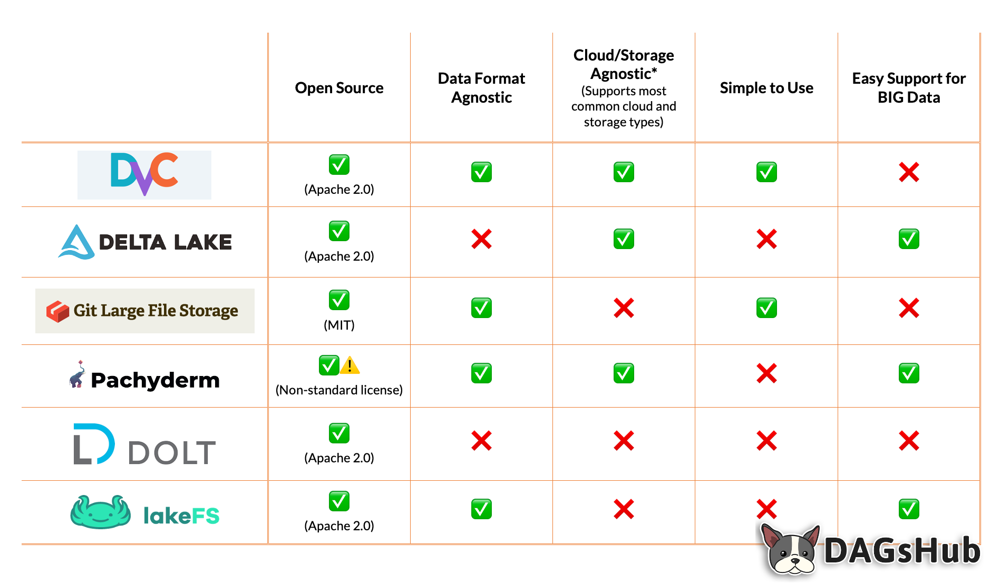 Open Source
Data Format
Agnostic
Cloud/Storage
Agnostic*
(Supports most
common cloud and
storage types)
Simple to Use
Easy Support for
BIG Data
DVC
(Apache 2.0)
DELTA LAKE
(Apache 2.0)
Git Large File Storage
(MIT)
Pachyderm
(Non-standard license)
DOLT
(Apache 2.0)
lakeFS
(Apache 2.0)
DAGsHub